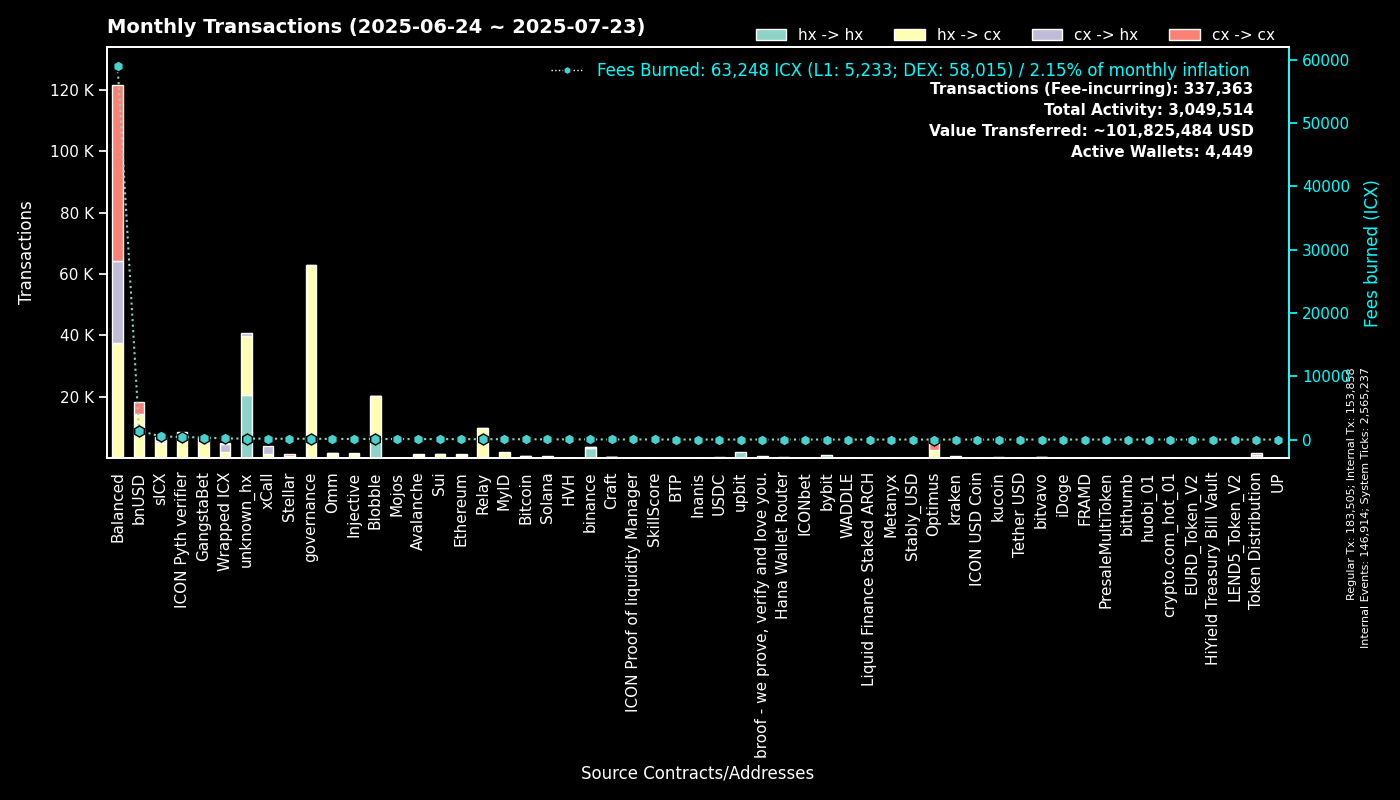 Monthly Transactions (2025-06-24 ~ 2025-07-23)
hx -> hx
hx -> cx
cx -> hx
cx -> cx
Fees Burned: 63,248 ICX (L1: 5,233; DEX: 58,015) / 2.15% of monthly inflation
Transactions (Fee-incurring): 337,363
Total Activity: 3,049,514
Value Transferred: ~101,825,484 USD
Active Wallets: 4,449
Transactions
120 K
100 K
80 K
60 K
40 K
20 K
60000
50000
40000
30000
20000
10000
0
Fees burned (ICX)
Regular Tx: 183,505; Internal Tx: 153,858
Internal Events: 146,914; System Ticks: 2,565,237
Balanced
bnUSD
sICX
ICON Pyth verifier
GangstaBet
Wrapped ICX
unknown_hx
xCall
Stellar
governance
Omm
Injective
Blobble
Mojos
Avalanche
Sui
Ethereum
Relay
MyID
Bitcoin
Solana
HVH
binance
Craft
ICON Proof of liquidity Manager
SkillScore
BTP
Inanis
USDC
upbit
broof - we prove, verify and love you.
Hana Wallet Router
ICONbet
bybit
WADDLE
Liquid Finance Staked ARCH
Metanyx
Stably_USD
Optimus
kraken
ICON USD Coin
kucoin
Tether USD
bitvavo
iDoge
FRAMD
PresaleMultiToken
bithumb
huobi_01
crypto.com_hot_01
EURD_Token_V2
HiYield Treasury Bill Vault
LEND5_Token_V2
Token Distribution
UP
Source Contracts/Addresses